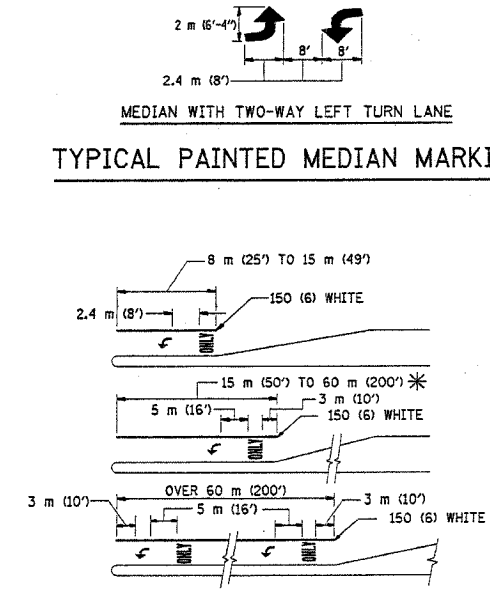 2 m (6'-4")
8' 8'
2.4 m (8')
MEDIAN WITH TWO-WAY LEFT TURN LANE
TYPICAL PAINTED MEDIAN MARKI
8 m (25') TO 15 m (49')
150 (6) WHITE
2.4 m (8')
ONLY
15 m (50') TO 60 m (200') ✳
3 m (10')
5 m (16')
150 (6) WHITE
ONLY
OVER 60 m (200')
3 m (10') 3 m (10')
5 m (16')
150 (6) WHITE
ONLY ONLY